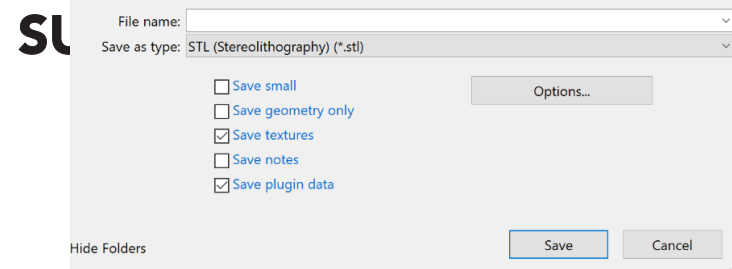 File name:
Save as type: STL (Stereolithography) (*.stl)
Save small
Options...
Save geometry only
Save textures
Save notes
Save plugin data
Hide Folders
Save
Cancel